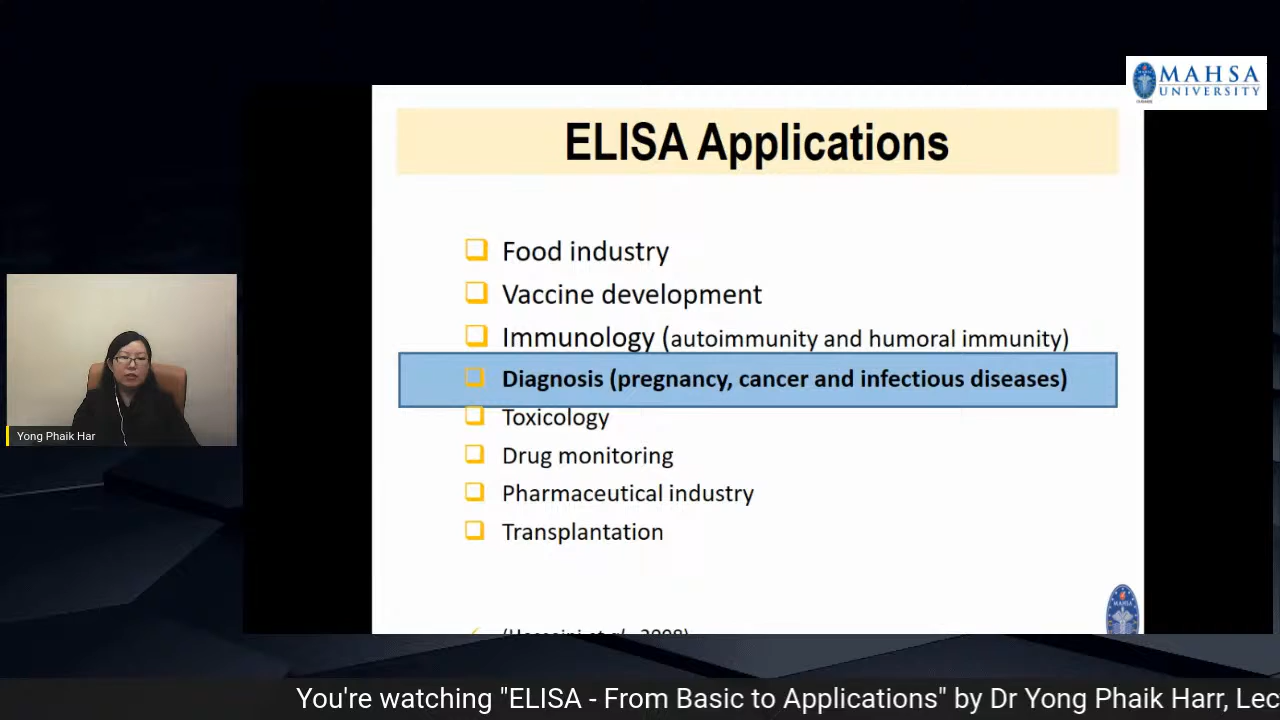 MAHSA
UNIVERSITY
ELISA Applications
Food industry
Vaccine development
Immunology (autoimmunity and humoral immunity)
Diagnosis (pregnancy, cancer and infectious diseases)
Toxicology
Drug monitoring
Pharmaceutical industry
Transplantation
Yong Phaik Har
MAHSA
You're watching "ELISA - From Basic to Applications" by Dr Yong Phaik Harr, Lec